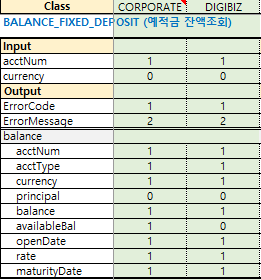 Class CORPORATE DIGIBIZ
BALANCE_FIXED_DEPOSIT (예적금 잔액조회)
Input
acctNum 1 1
currency 0 0
Output
ErrorCode 1 1
ErrorMessage 2 2
balance
acctNum 1 1
acctType 1 1
currency 1 1
principal 0 0
balance 1 1
availableBal 1 0
openDate 1 1
rate 1 1
maturityDate 1 1